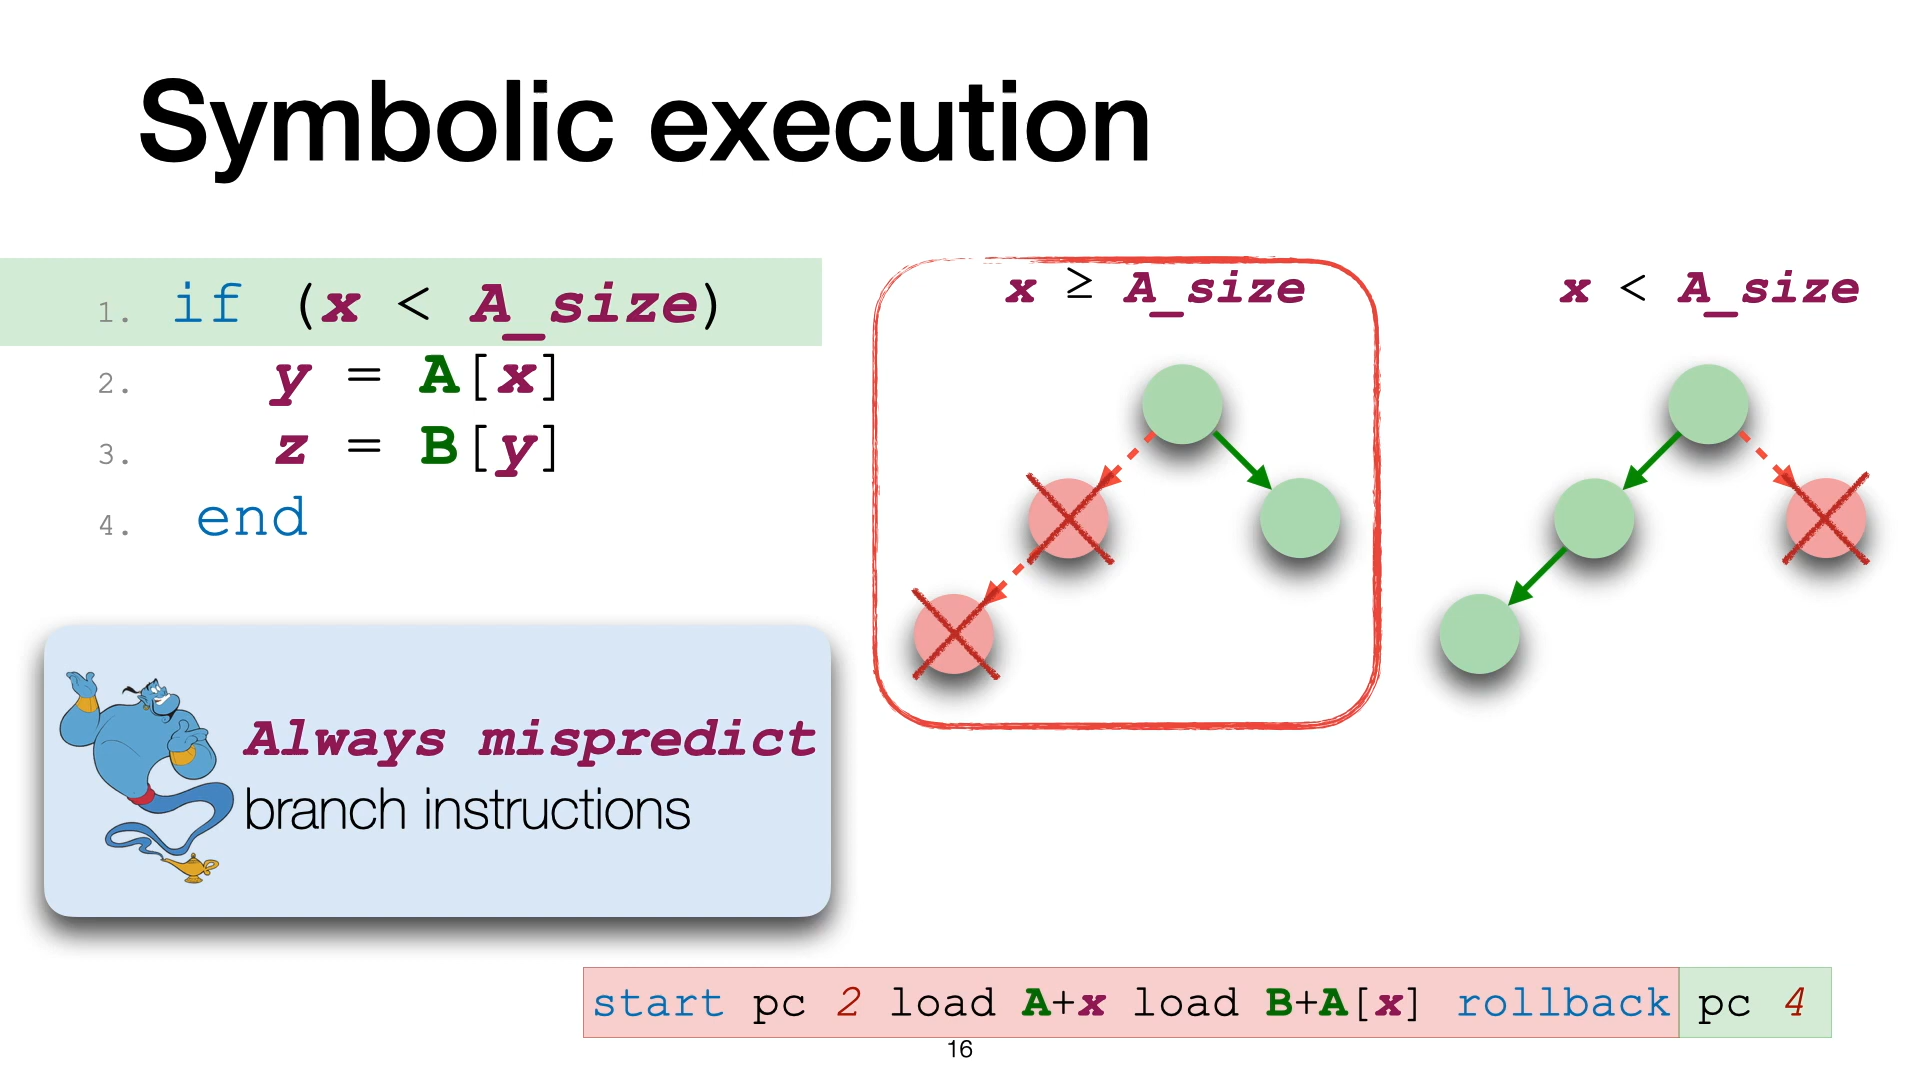 Symbolic execution
1. if (x < A_size)
2. y = A[x]
3. z = B[y]
4. end
x ≥ A_size
x < A_size
Always mispredict
branch instructions
start pc 2 load A+x load B+A[x] rollback pc 4
16